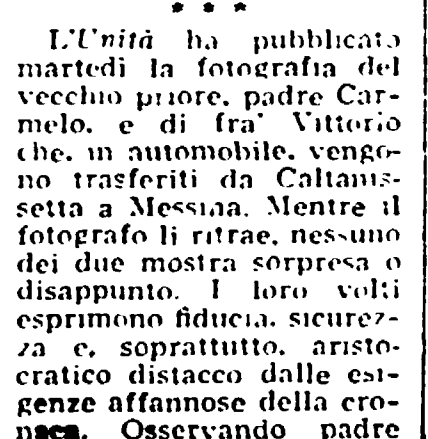 * * *
L'Unità ha pubblicato
martedì la fotografia del
vecchio priore, padre Car-
melo, e di fra' Vittorio
che, in automobile, vengo-
no trasferiti da Caltanis-
setta a Messina. Mentre il
fotografo li ritrae, nessuno
dei due mostra sorpresa o
disappunto. I loro volti
esprimono fiducia, sicurez-
za e, soprattutto, aristo-
cratico distacco dalle esi-
genze affannose della cro-
naca. Osservando padre